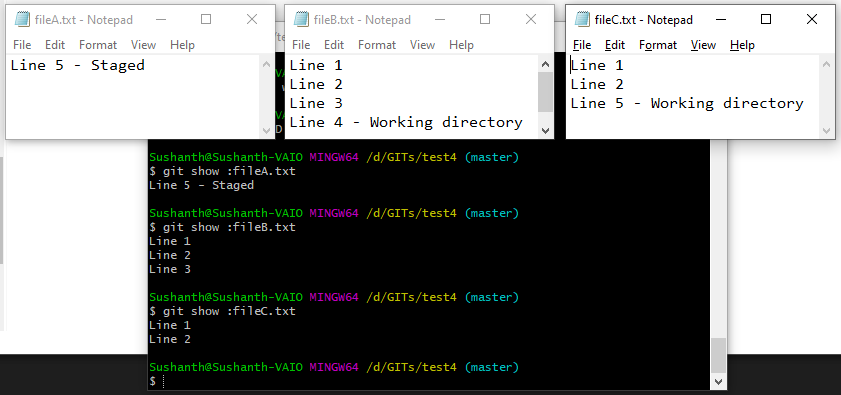 fileA.txt - Notepad
File Edit Format View Help
Line 5 - Staged
fileB.txt - Notepad
File Edit Format View Help
Line 1
Line 2
Line 3
Line 4 - Working directory
fileC.txt - Notepad
File Edit Format View Help
Line 1
Line 2
Line 5 - Working directory
Sushanth@Sushanth-VAIO MINGW64 /d/GITs/test4 (master)
$ git show :fileA.txt
Line 5 - Staged
Sushanth@Sushanth-VAIO MINGW64 /d/GITs/test4 (master)
$ git show :fileB.txt
Line 1
Line 2
Line 3
Sushanth@Sushanth-VAIO MINGW64 /d/GITs/test4 (master)
$ git show :fileC.txt
Line 1
Line 2
Sushanth@Sushanth-VAIO MINGW64 /d/GITs/test4 (master)
$